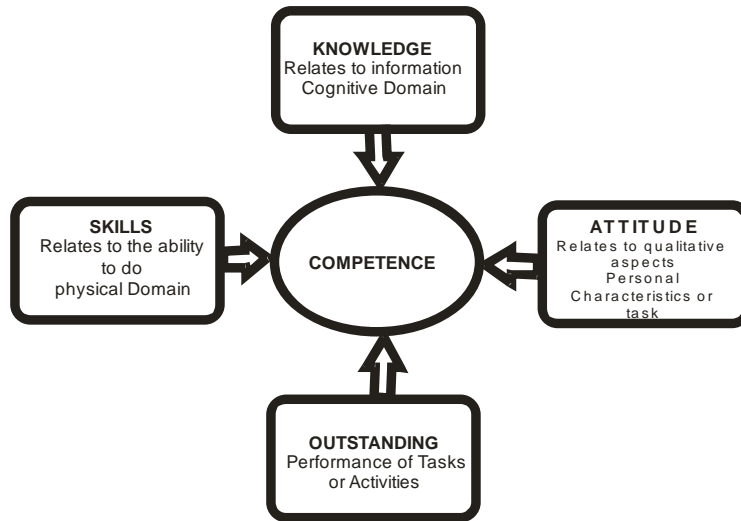 KNOWLEDGE
Relates to information
Cognitive Domain
SKILLS
Relates to the ability
to do
physical Domain
COMPETENCE
ATTITUDE
Relates to qualitative
aspects
Personal
Characteristics or
task
OUTSTANDING
Performance of Tasks
or Activities